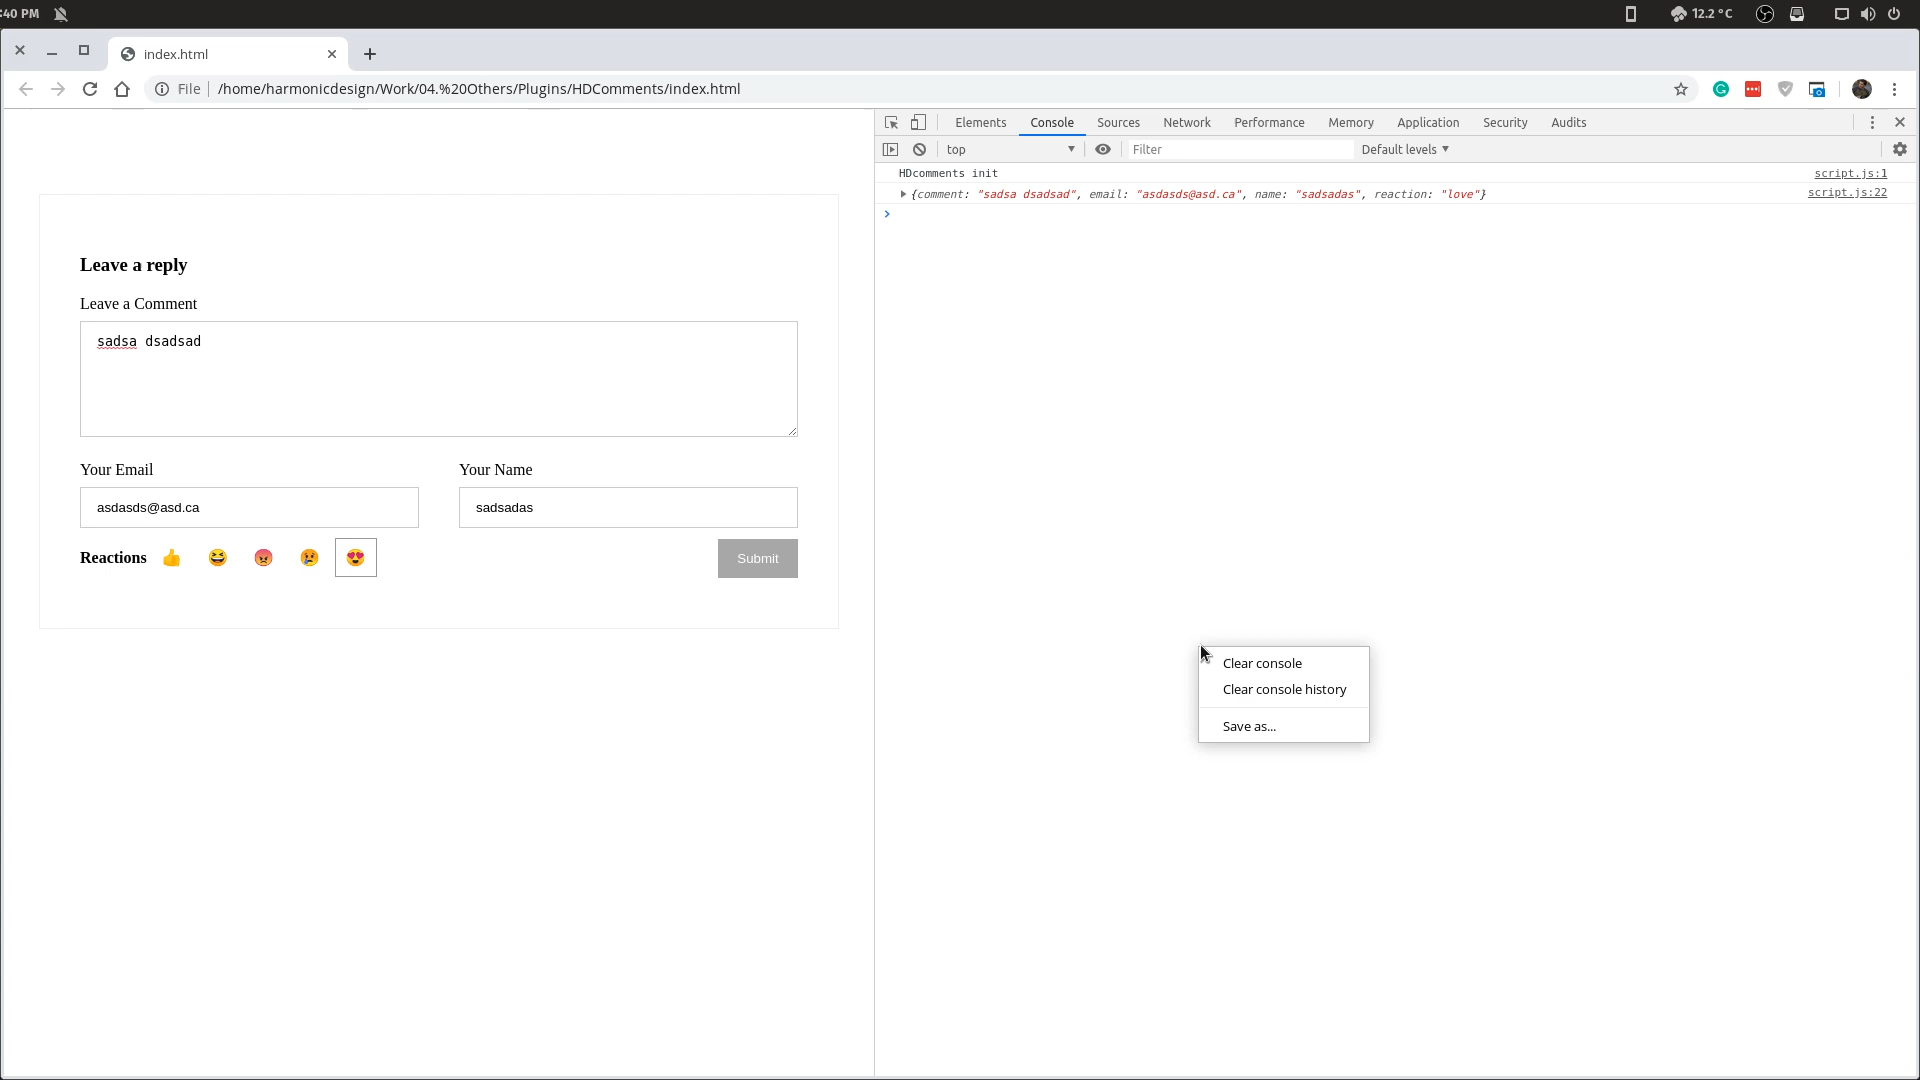 :40 PM
12.2 °C
index.html
File
/home/harmonicdesign/Work/04.%20Others/Plugins/HDComments/index.html
Elements Console Sources Network Performance Memory Application Security Audits
top Filter Default levels
HDcomments init script.js:1
{comment: "sadsa dsadsad", email: "asdasds@asd.ca", name: "sadsadas", reaction: "love"} script.js:22
Leave a reply
Leave a Comment
sadsa dsadsad
Your Email Your Name
asdasds@asd.ca sadsadas
Reactions Submit
Clear console
Clear console history
Save as...